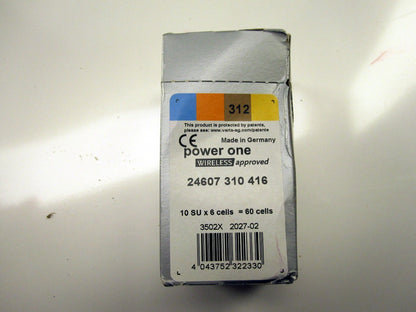 312
This product is protected by patents,
please see: www.varta-ag.com/patents
CE Made in Germany
power one
WIRELESS approved
24607 310 416
10 SU x 6 cells = 60 cells
3502X 2027-02
4 043752 322330